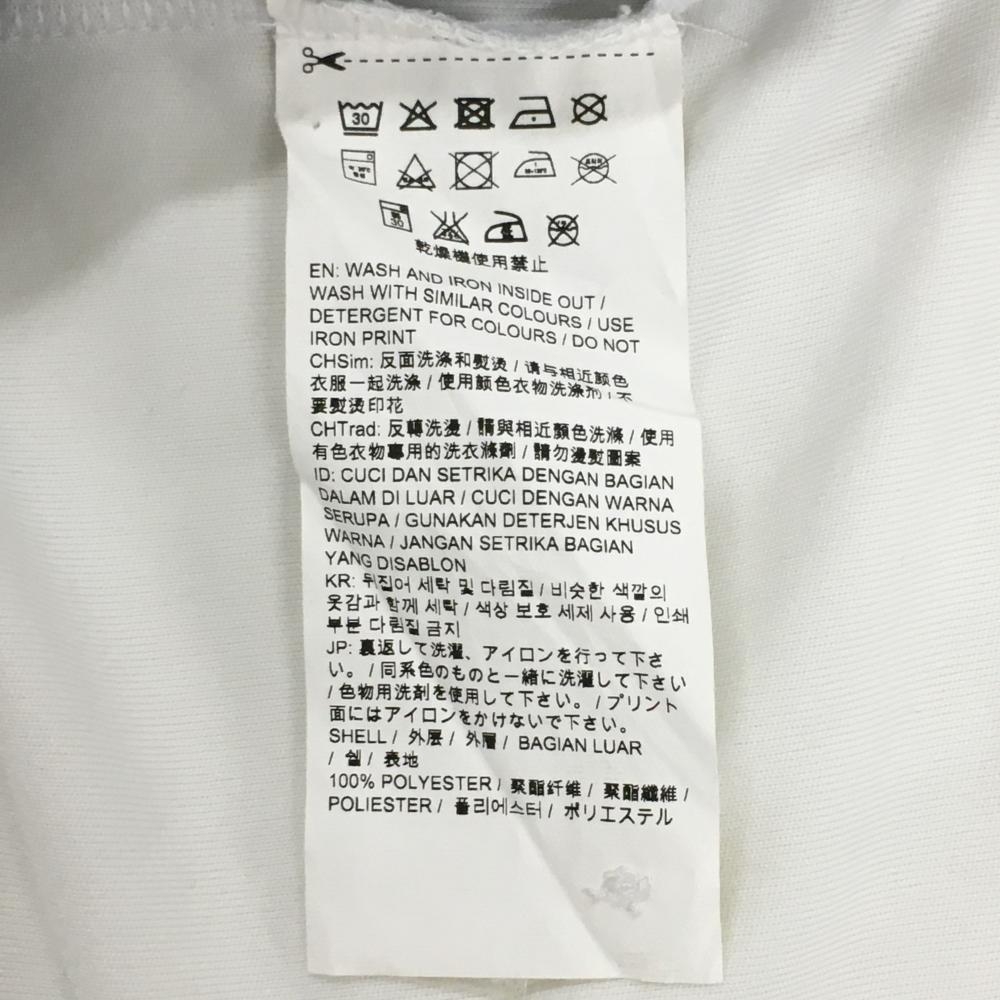 30
30
乾燥機使用禁止
EN: WASH AND IRON INSIDE OUT /
WASH WITH SIMILAR COLOURS / USE
DETERGENT FOR COLOURS / DO NOT
IRON PRINT
CHSim: 反面洗涤和熨烫 / 请与相近颜色
衣服一起洗涤 / 使用颜色衣物洗涤剂 / 不
要熨烫印花
CHTrad: 反轉洗燙 / 請與相近顏色洗滌 / 使用
有色衣物專用的洗衣滌劑 / 請勿燙熨圖案
ID: CUCI DAN SETRIKA DENGAN BAGIAN
DALAM DI LUAR / CUCI DENGAN WARNA
SERUPA / GUNAKAN DETERJEN KHUSUS
WARNA / JANGAN SETRIKA BAGIAN
YANG DISABLON
KR: 뒤집어 세탁 및 다림질 / 비슷한 색깔의
옷감과 함께 세탁 / 색상 보호 세제 사용 / 인쇄
부분 다림질 금지
JP: 裏返して洗濯、アイロンを行って下さ
い。 / 同系色のものと一緒に洗濯して下さい
/ 色物用洗剤を使用して下さい。 / プリント
面にはアイロンをかけないで下さい。
SHELL / 外层 / 外層 / BAGIAN LUAR
/ 쉘 / 表地
100% POLYESTER / 聚酯纤维 / 聚酯纖維 /
POLIESTER / 폴리에스터 / ポリエステル